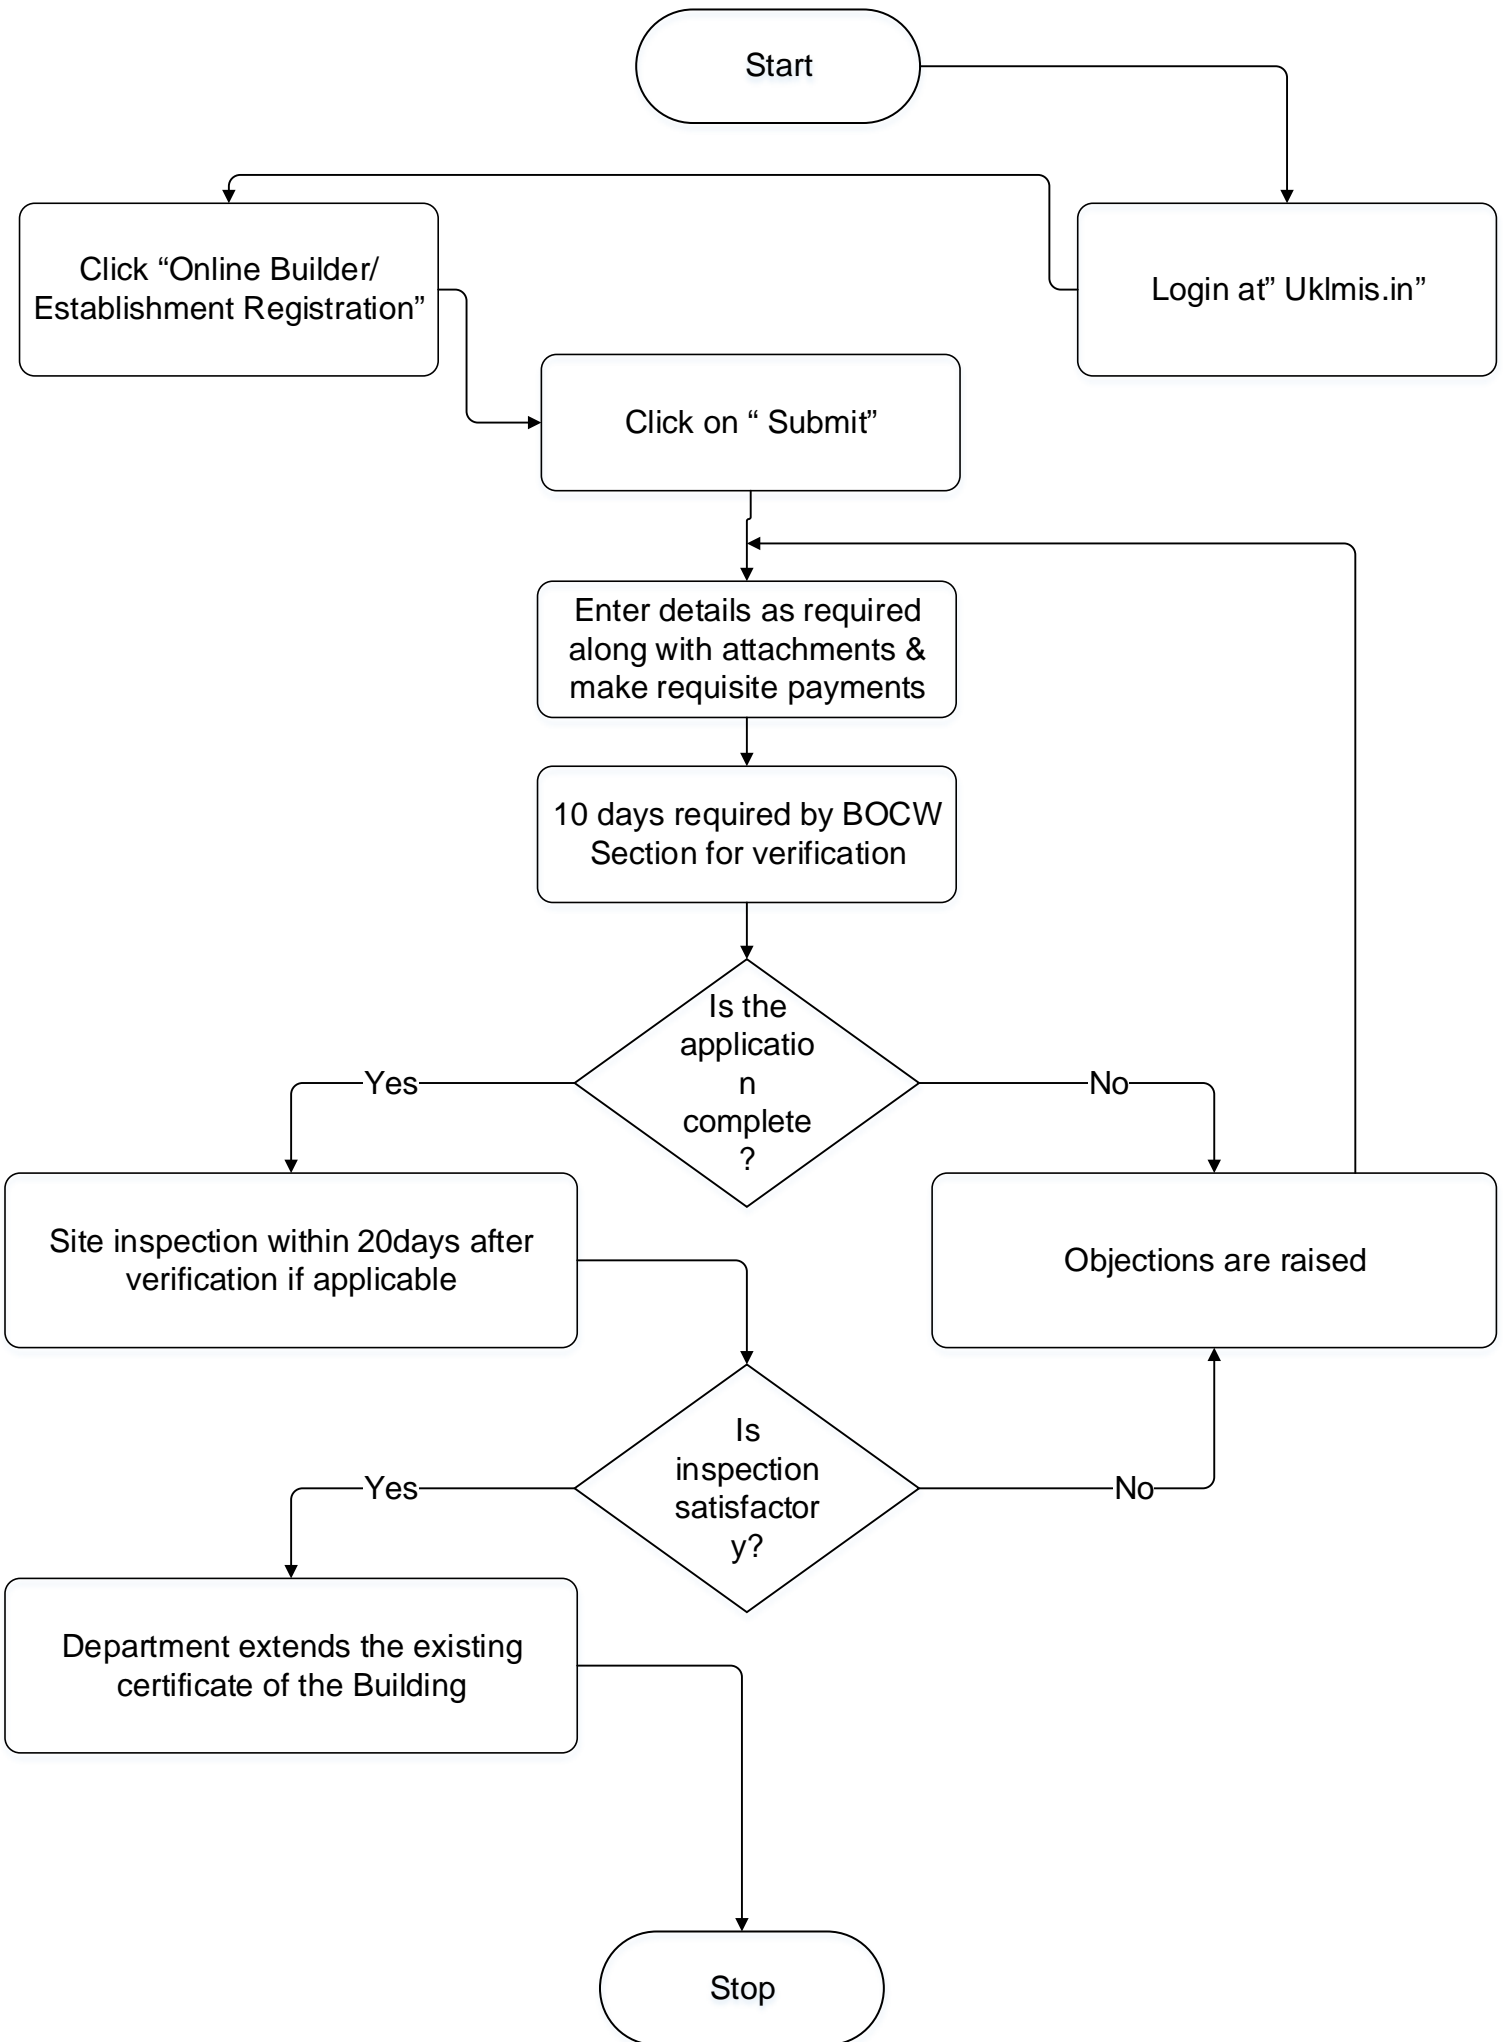 Start
Login at” Uklmis.in”
Click “Online Builder/
Establishment Registration”
Click on “ Submit”
Enter details as required
along with attachments &
make requisite payments
10 days required by BOCW
Section for verification
Is the
applicatio
n
complete
?
Yes
No
Site inspection within 20days after
verification if applicable
Objections are raised
Is
inspection
satisfactor
y?
Yes
No
Department extends the existing
certificate of the Building
Stop